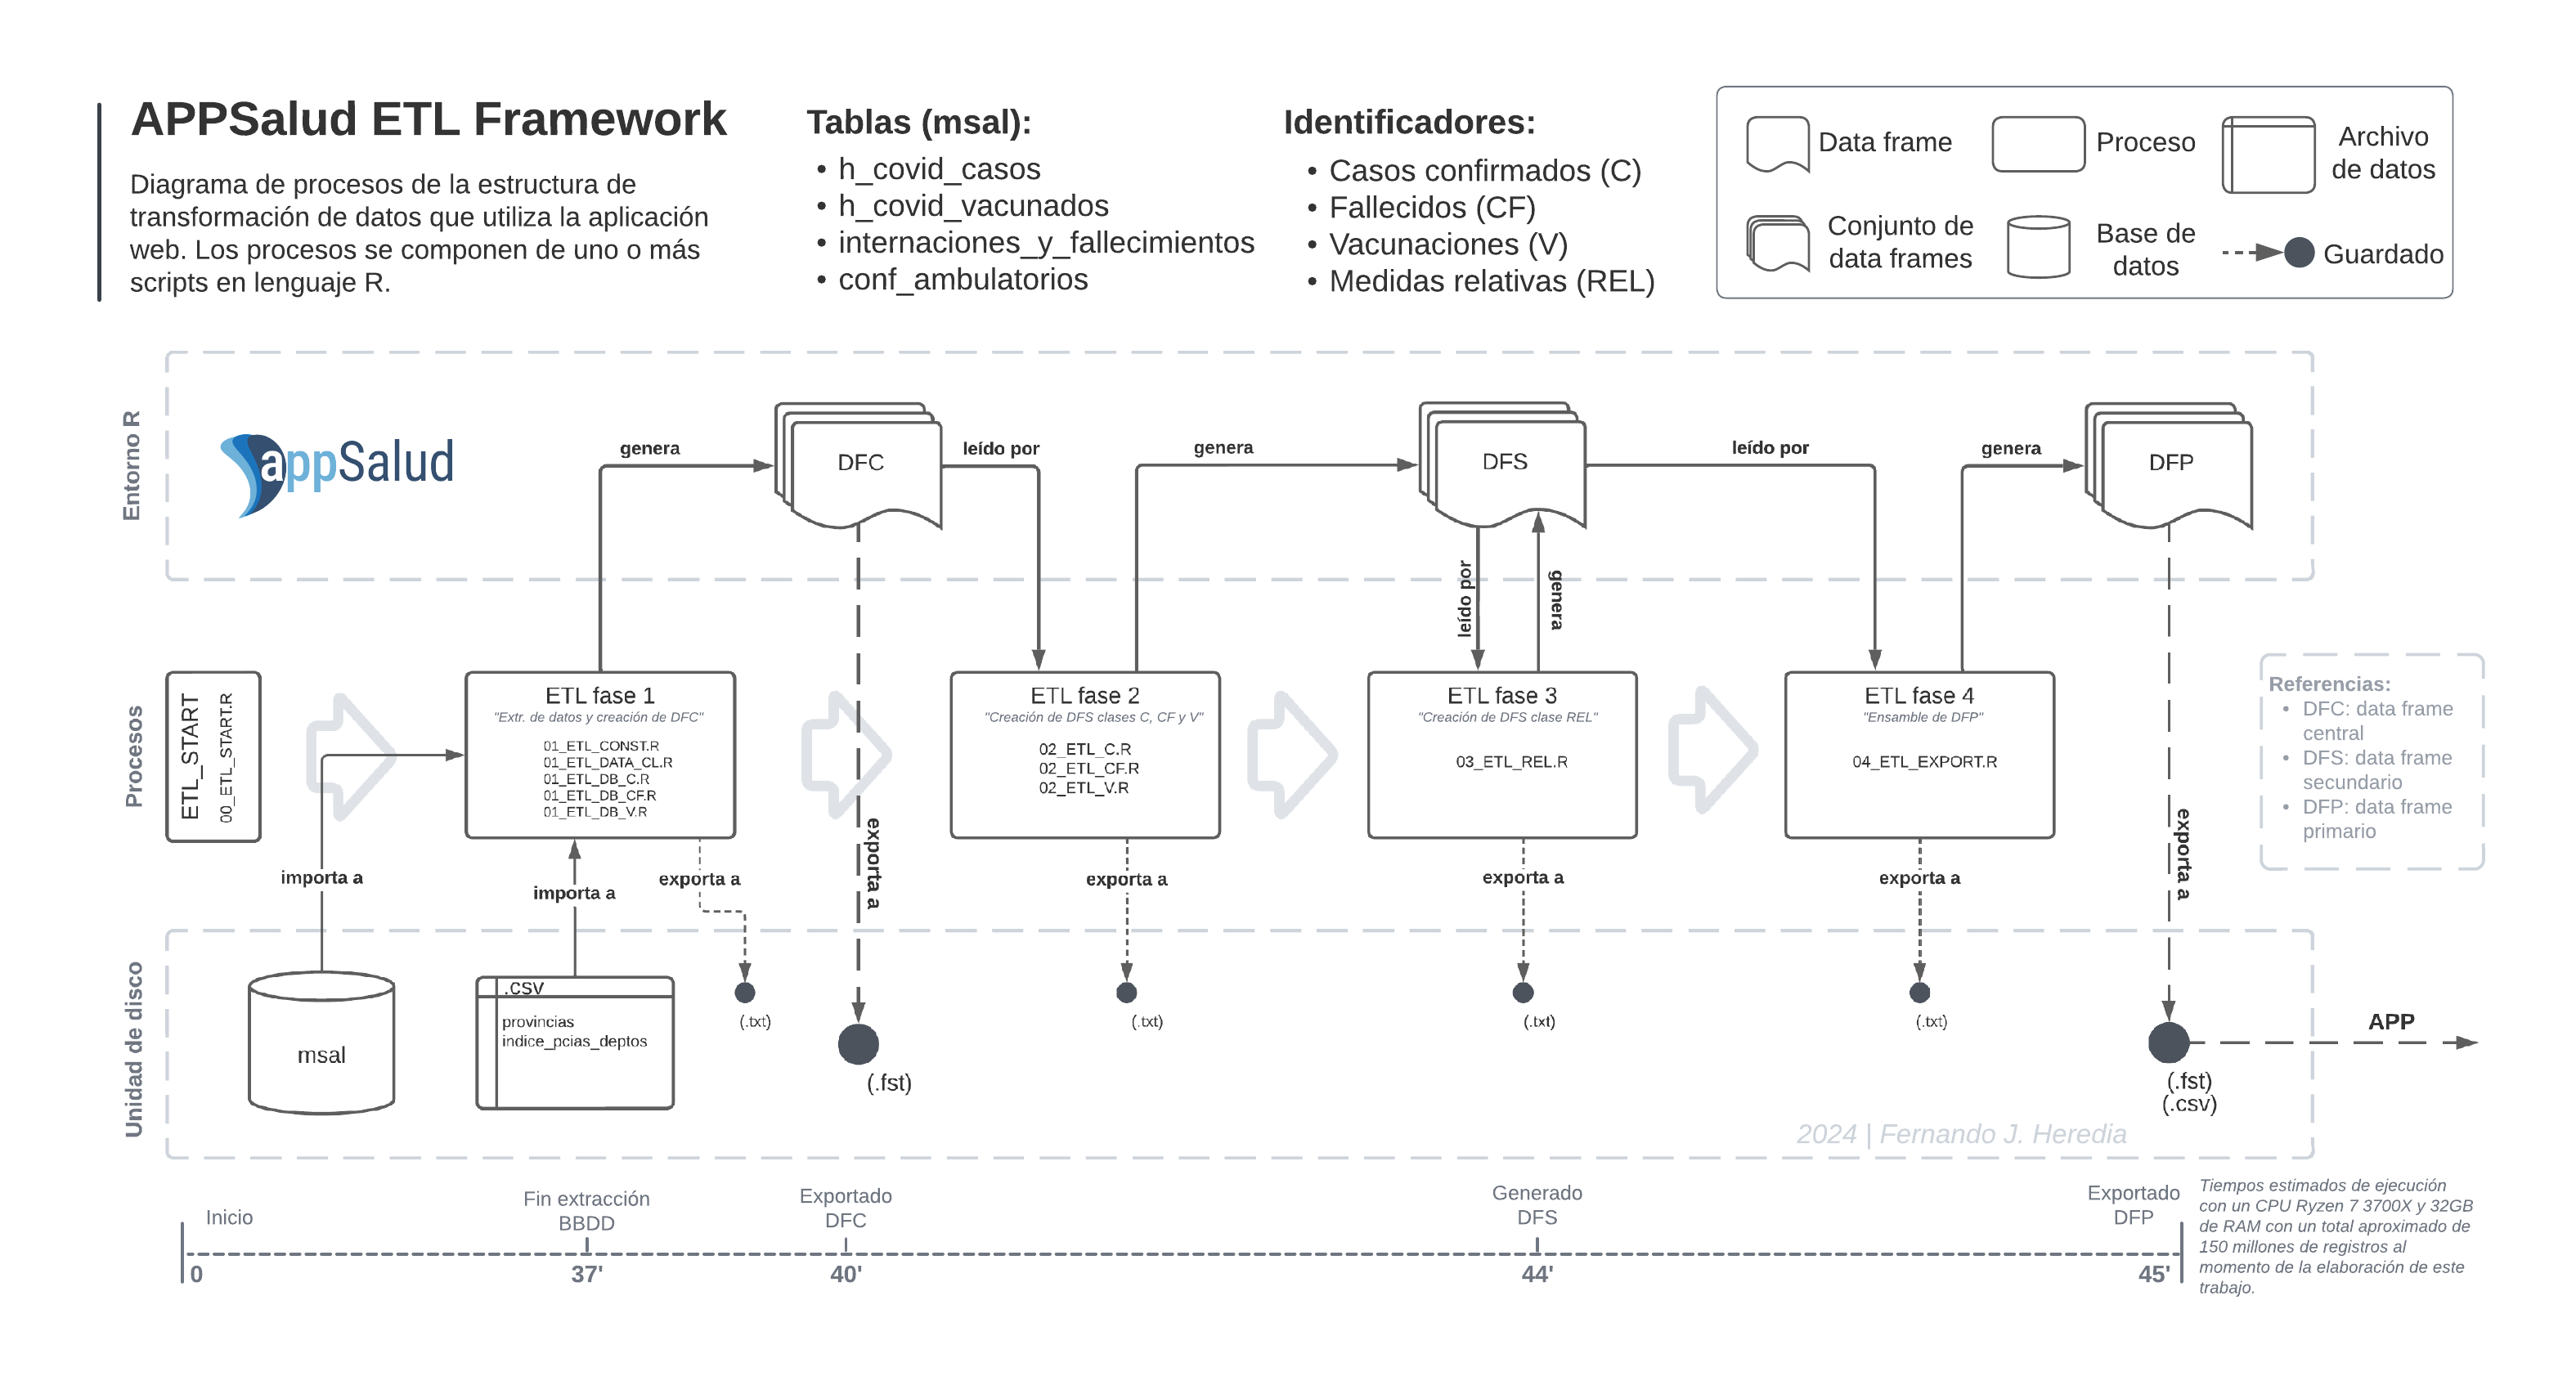 APPSalud ETL Framework
Diagrama de procesos de la estructura de
transformación de datos que utiliza la aplicación
web. Los procesos se componen de uno o más
scripts en lenguaje R.
Tablas (msal):
• h_covid_casos
• h_covid_vacunados
• internaciones_y_fallecimientos
• conf_ambulatorios
Identificadores:
• Casos confirmados (C)
• Fallecidos (CF)
• Vacunaciones (V)
• Medidas relativas (REL)
Data frame
Proceso
Archivo
de datos
Conjunto de
data frames
Base de
datos
Guardado
Entorno R
appSalud
genera
DFC
leído por
genera
DFS
leído por
genera
DFP
leído por
genera
Procesos
ETL_START
00_ETL_START.R
ETL fase 1
"Extr. de datos y creación de DFC"
01_ETL_CONST.R
01_ETL_DATA_CL.R
01_ETL_DB_C.R
01_ETL_DB_CF.R
01_ETL_DB_V.R
ETL fase 2
"Creación de DFS clases C, CF y V"
02_ETL_C.R
02_ETL_CF.R
02_ETL_V.R
ETL fase 3
"Creación de DFS clase REL"
03_ETL_REL.R
ETL fase 4
"Ensamble de DFP"
04_ETL_EXPORT.R
Referencias:
• DFC: data frame
central
• DFS: data frame
secundario
• DFP: data frame
primario
importa a
importa a
exporta a
exporta a
exporta a
exporta a
exporta a
exporta a
Unidad de disco
msal
.csv
provincias
indice_pcias_deptos
(.txt)
(.fst)
(.txt)
(.txt)
(.txt)
(.fst)
(.csv)
APP
2024 | Fernando J. Heredia
Inicio
Fin extracción
BBDD
Exportado
DFC
Generado
DFS
Exportado
DFP
0
37'
40'
44'
45'
Tiempos estimados de ejecución
con un CPU Ryzen 7 3700X y 32GB
de RAM con un total aproximado de
150 millones de registros al
momento de la elaboración de este
trabajo.